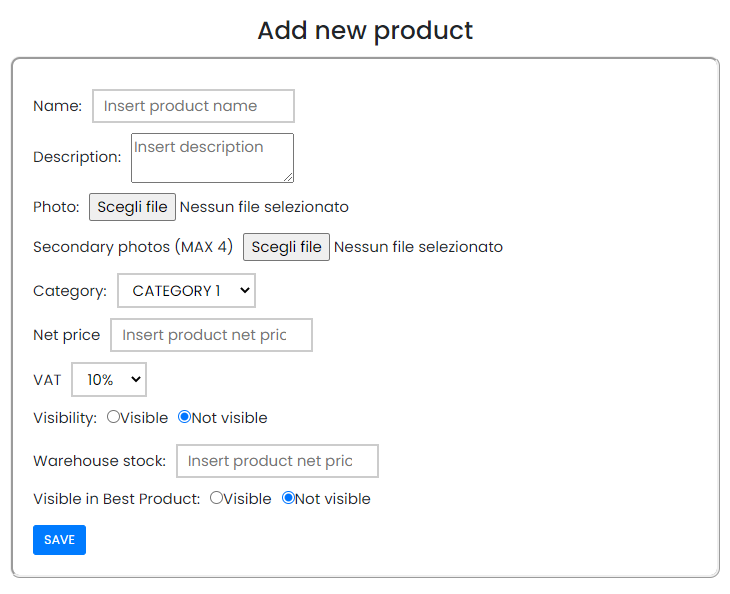 Add new product
Name: Insert product name
Description: Insert description
Photo: Scegli file Nessun file selezionato
Secondary photos (MAX 4) Scegli file Nessun file selezionato
Category: CATEGORY 1
Net price Insert product net pric
VAT 10%
Visibility: Visible Not visible
Warehouse stock: Insert product net pric
Visible in Best Product: Visible Not visible
SAVE